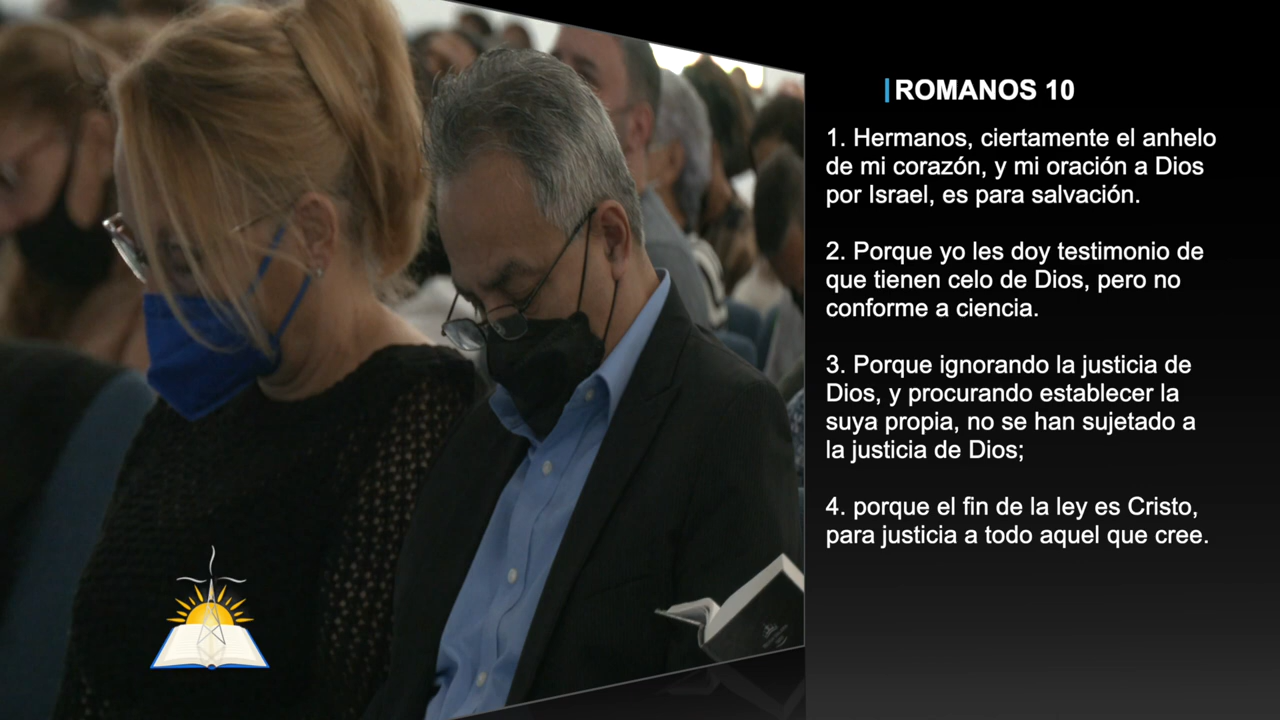 ROMANOS 10
1. Hermanos, ciertamente el anhelo
de mi corazón, y mi oración a Dios
por Israel, es para salvación.
2. Porque yo les doy testimonio de
que tienen celo de Dios, pero no
conforme a ciencia.
3. Porque ignorando la justicia de
Dios, y procurando establecer la
suya propia, no se han sujetado a
la justicia de Dios;
4. porque el fin de la ley es Cristo,
para justicia a todo aquel que cree.